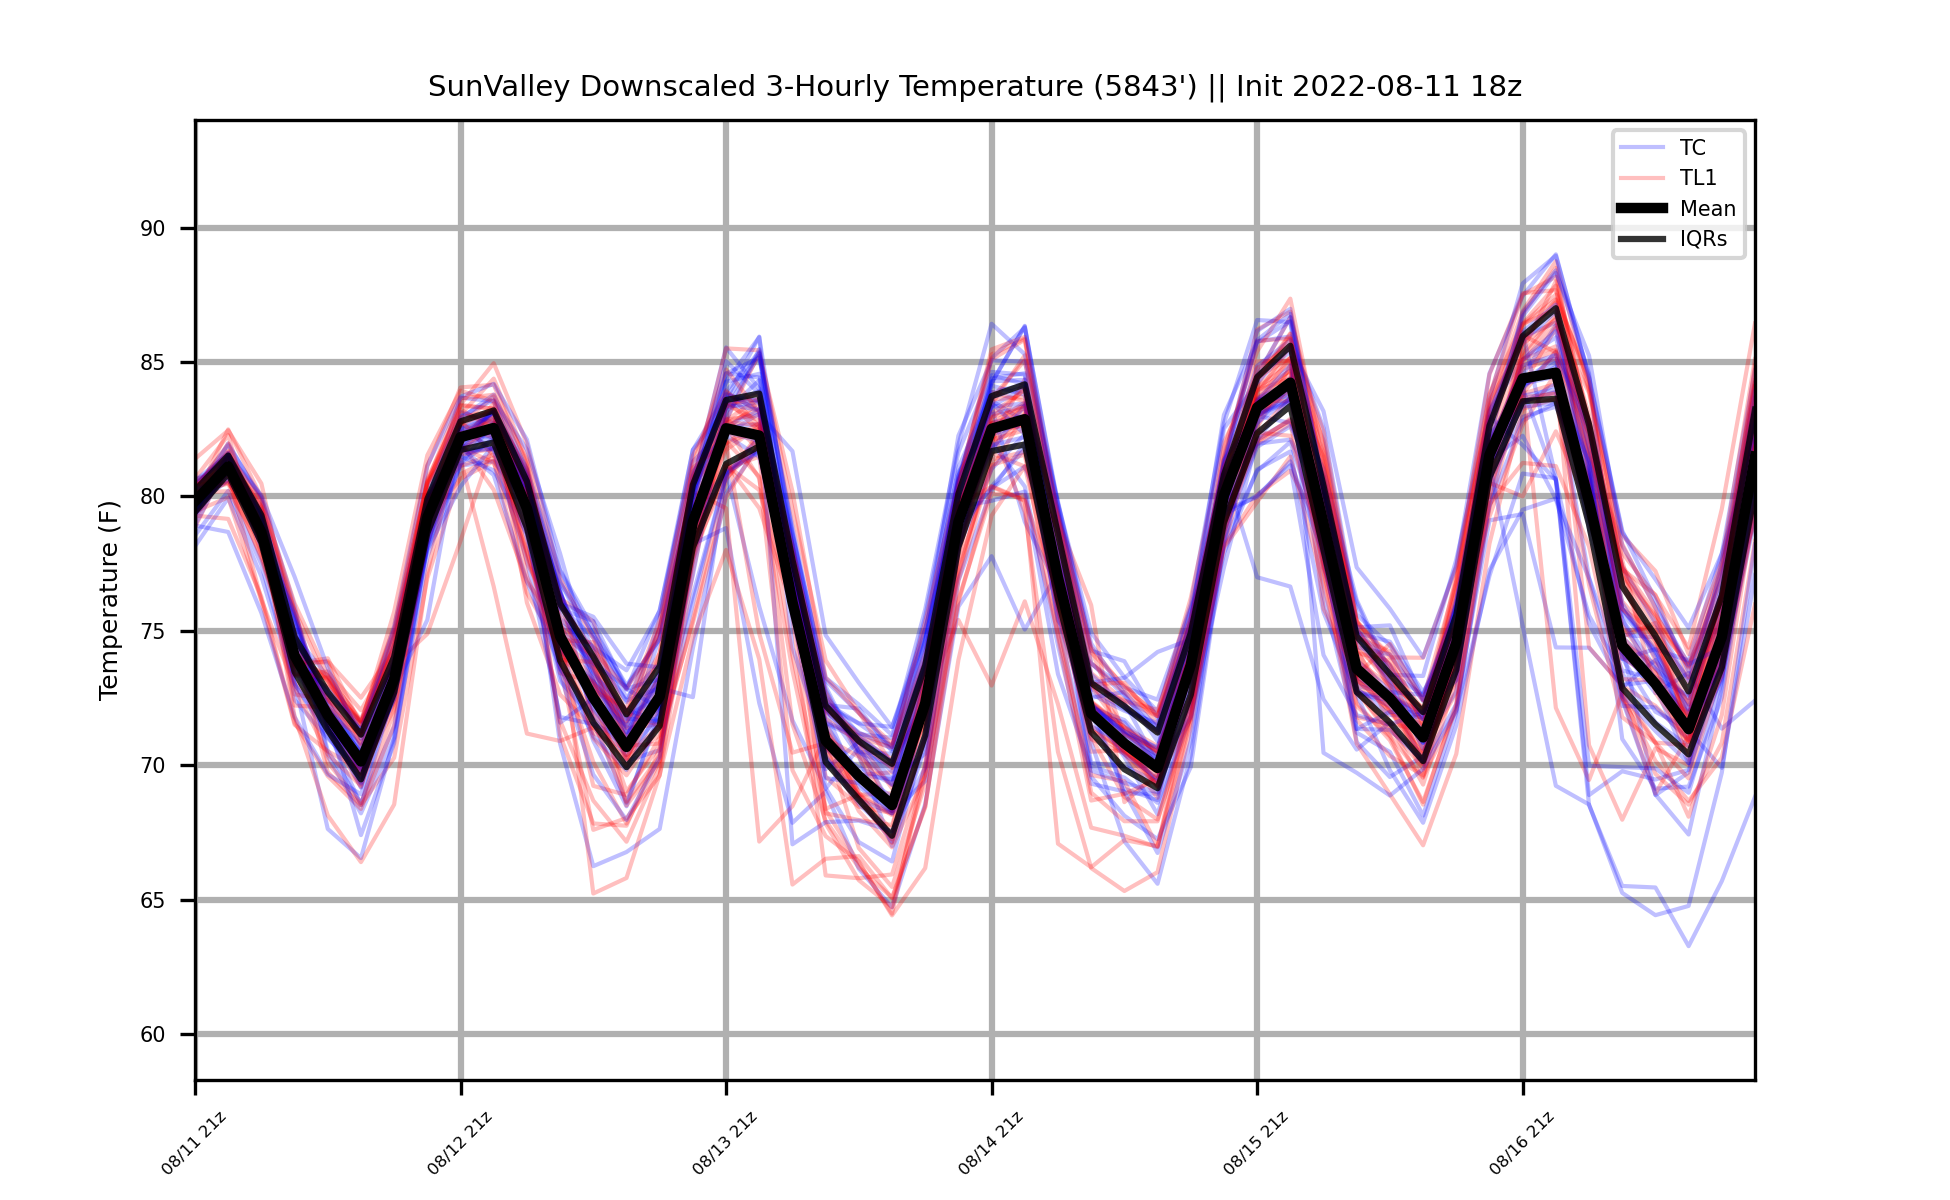 SunValley Downscaled 3-Hourly Temperature (5843') || Init 2022-08-11 18z
TC
TL1
Mean
IQRs
Temperature (F)
90
85
80
75
70
65
60
08/11 21z
08/12 21z
08/13 21z
08/14 21z
08/15 21z
08/16 21z